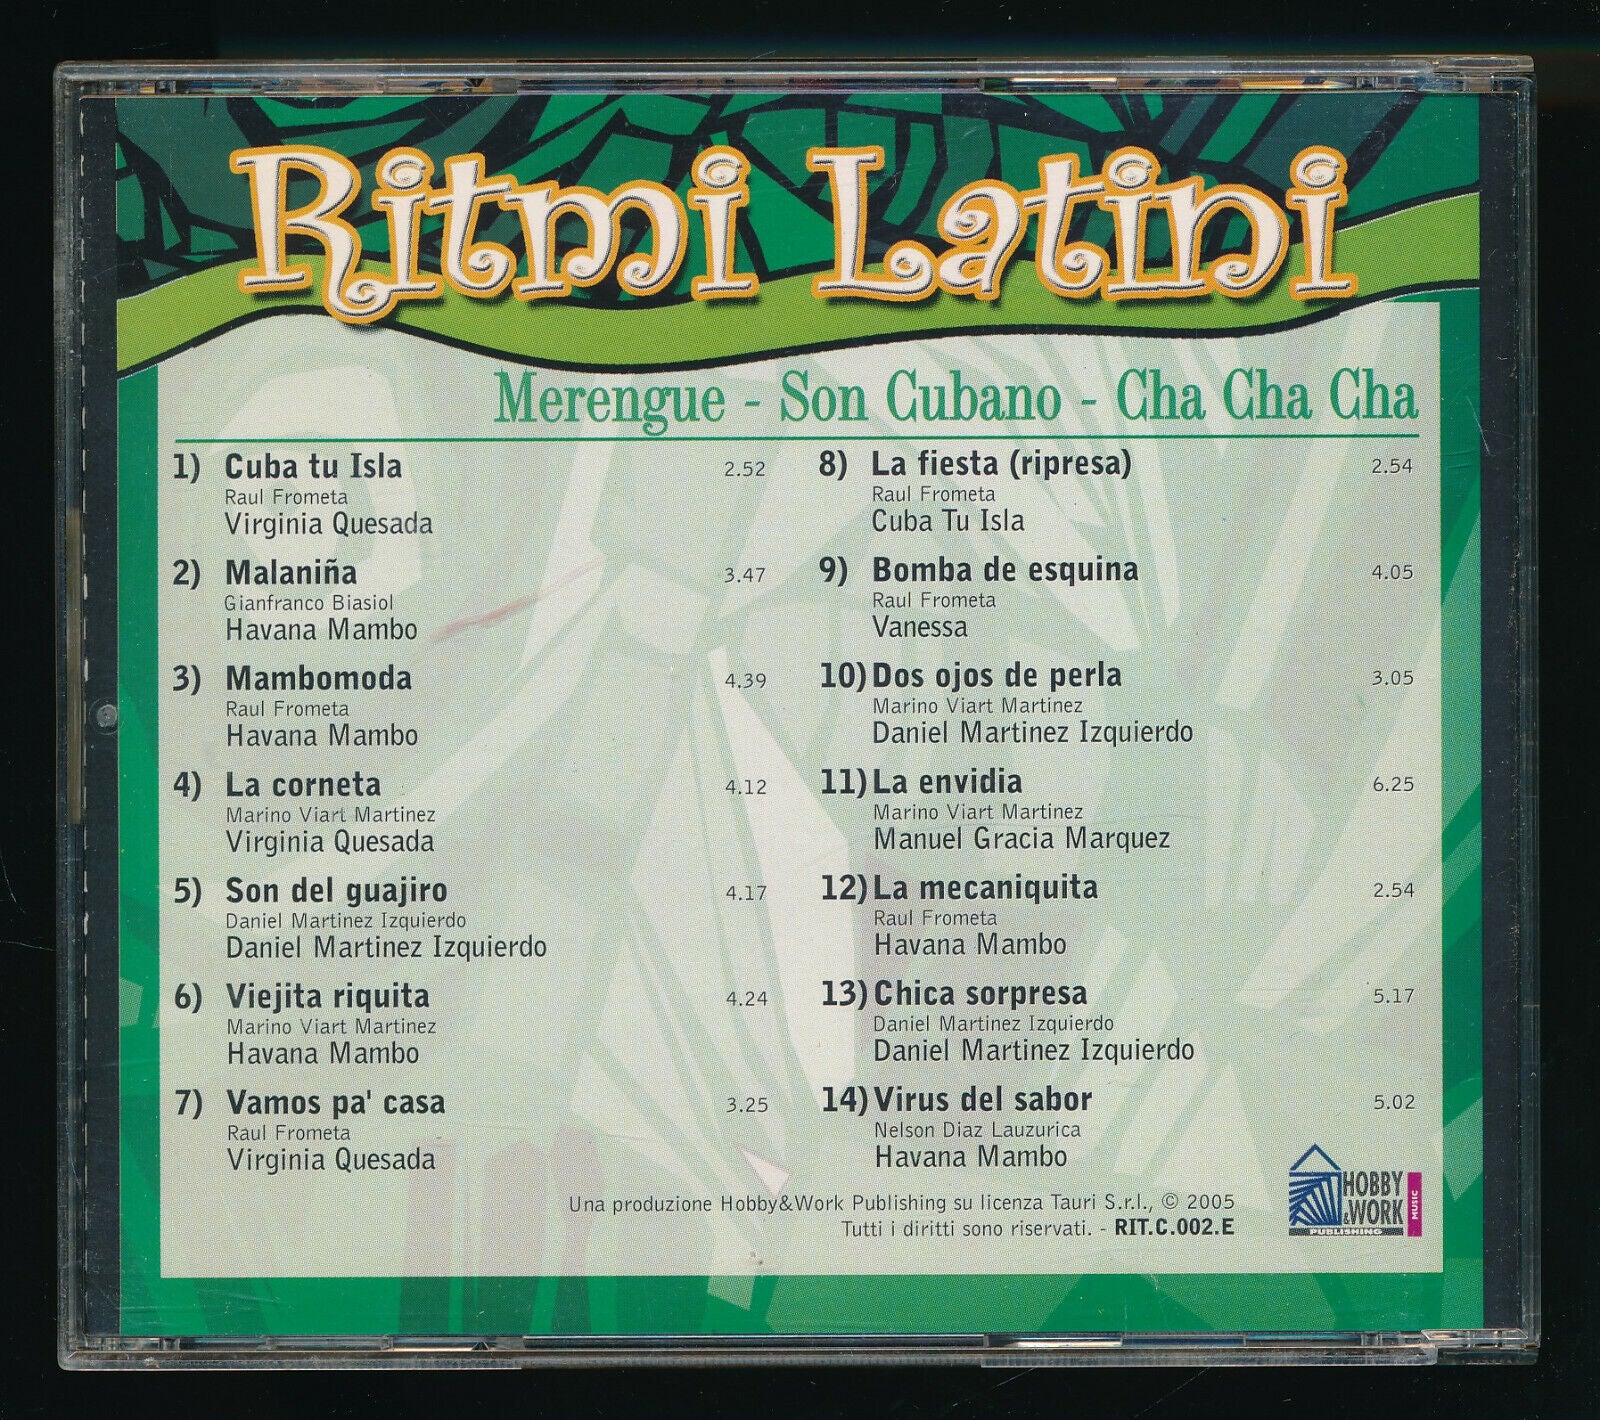 Ritmi Latini
Merengue - Son Cubano - Cha Cha Cha
1) Cuba tu Isla 2.52
Raul Frometa
Virginia Quesada
2) Malaniña 3.47
Gianfranco Biasiol
Havana Mambo
3) Mambomoda 4.39
Raul Frometa
Havana Mambo
4) La corneta 4.12
Marino Viart Martinez
Virginia Quesada
5) Son del guajiro 4.17
Daniel Martinez Izquierdo
Daniel Martinez Izquierdo
6) Viejita riquita 4.24
Marino Viart Martinez
Havana Mambo
7) Vamos pa' casa 3.25
Raul Frometa
Virginia Quesada
8) La fiesta (ripresa) 2.54
Raul Frometa
Cuba Tu Isla
9) Bomba de esquina 4.05
Raul Frometa
Vanessa
10) Dos ojos de perla 3.05
Marino Viart Martinez
Daniel Martinez Izquierdo
11) La envidia 6.25
Marino Viart Martinez
Manuel Gracia Marquez
12) La mecaniquita 2.54
Raul Frometa
Havana Mambo
13) Chica sorpresa 5.17
Daniel Martinez Izquierdo
Daniel Martinez Izquierdo
14) Virus del sabor 5.02
Nelson Diaz Lauzurica
Havana Mambo
Una produzione Hobby&Work Publishing su licenza Tauri S.r.l., © 2005
Tutti i diritti sono riservati. - RIT.C.002.E
HOBBY
&WORK
PUBLISHING
MUSIC